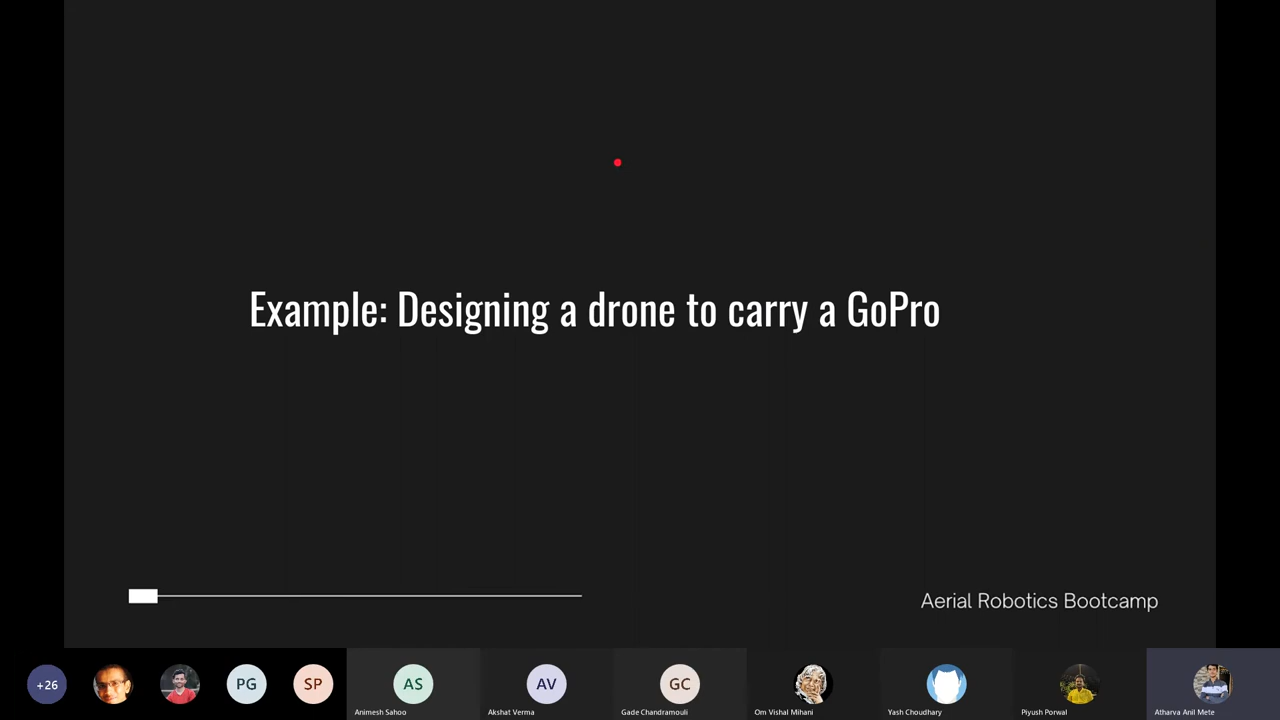 Example: Designing a drone to carry a GoPro
Aerial Robotics Bootcamp
+26
PG
SP
AS
Animesh Sahoo
AV
Akshat Verma
GC
Gade Chandramouli
Om Vishal Mihani
Yash Choudhary
Piyush Porwal
Atharva Anil Mete